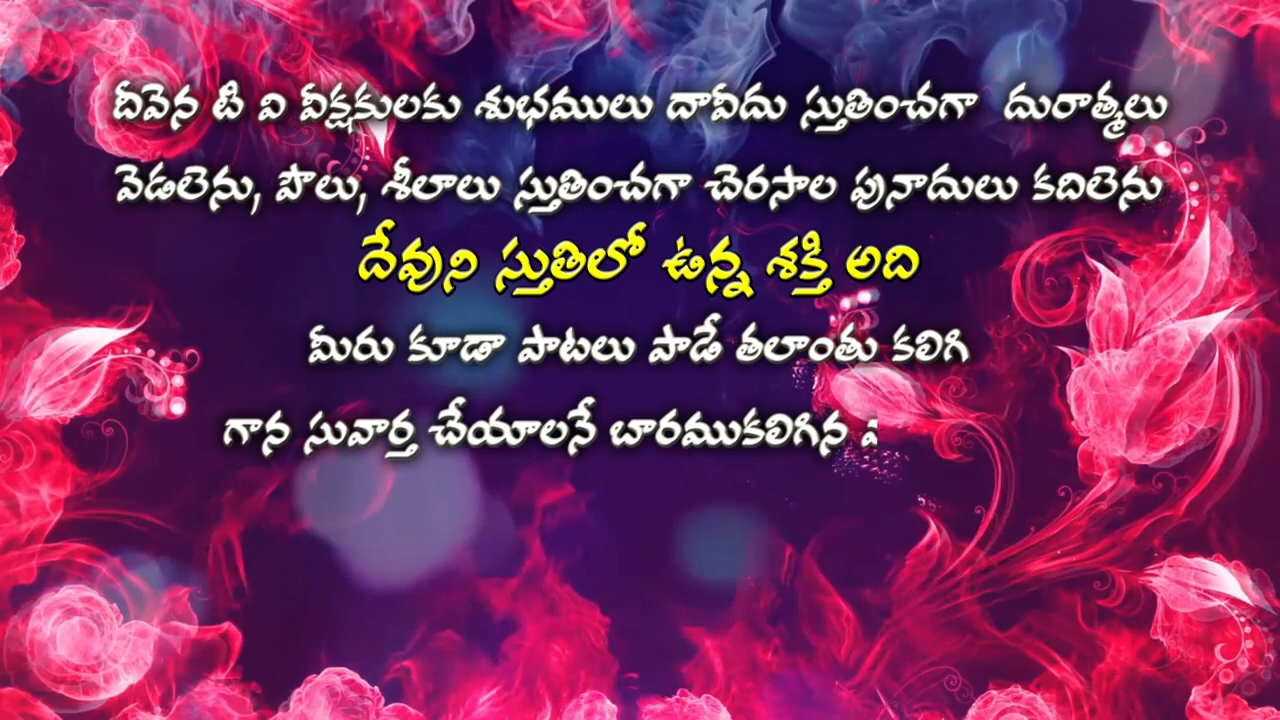 దీవెన టి వి వీక్షకులకు శుభములు దావీదు స్తుతించగా దురాత్మలు
వెడలెను, పౌలు, శీలాలు స్తుతించగా చెరసాల పునాదులు కదిలెను
దేవుని స్తుతిలో ఉన్న శక్తి అది
మీరు కూడా పాటలు పాడే తలాంతు కలిగి
గాన సువార్త చేయాలనే బారముకలిగిన